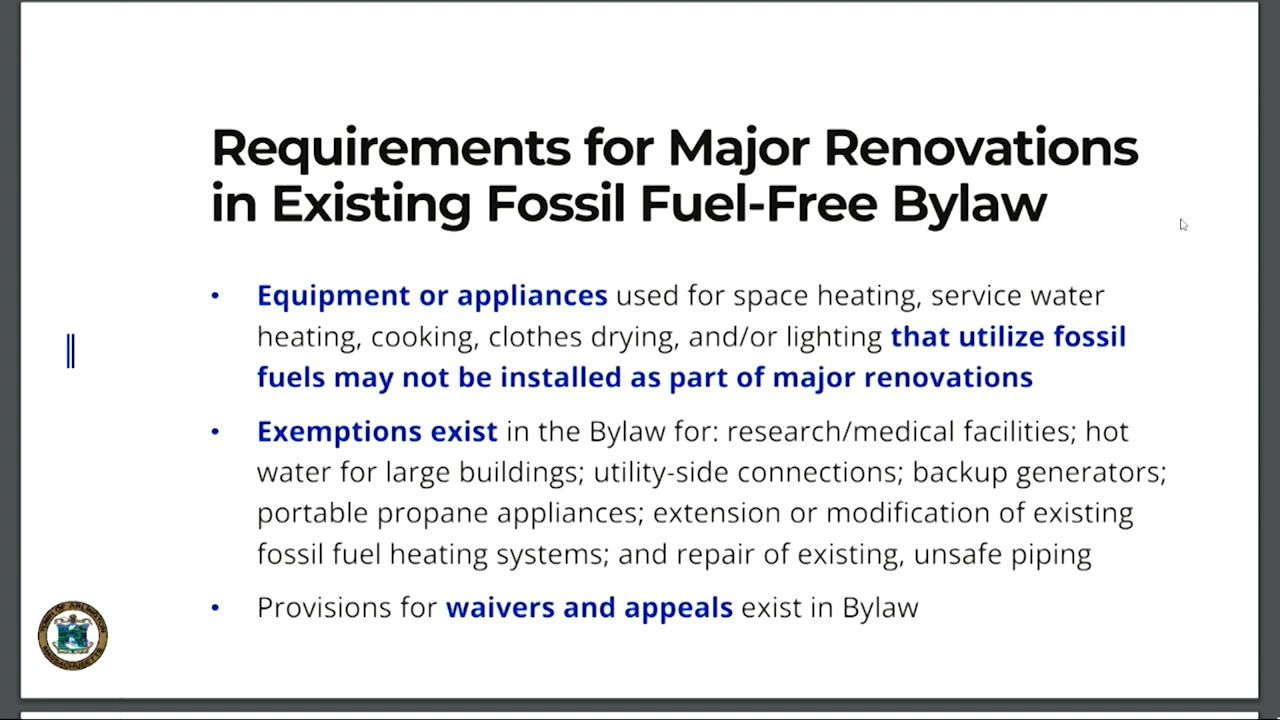 Requirements for Major Renovations
in Existing Fossil Fuel-Free Bylaw
• Equipment or appliances used for space heating, service water
heating, cooking, clothes drying, and/or lighting that utilize fossil
fuels may not be installed as part of major renovations
• Exemptions exist in the Bylaw for: research/medical facilities; hot
water for large buildings; utility-side connections; backup generators;
portable propane appliances; extension or modification of existing
fossil fuel heating systems; and repair of existing, unsafe piping
• Provisions for waivers and appeals exist in Bylaw
TOWN OF ARLINGTON
MASSACHUSETTS